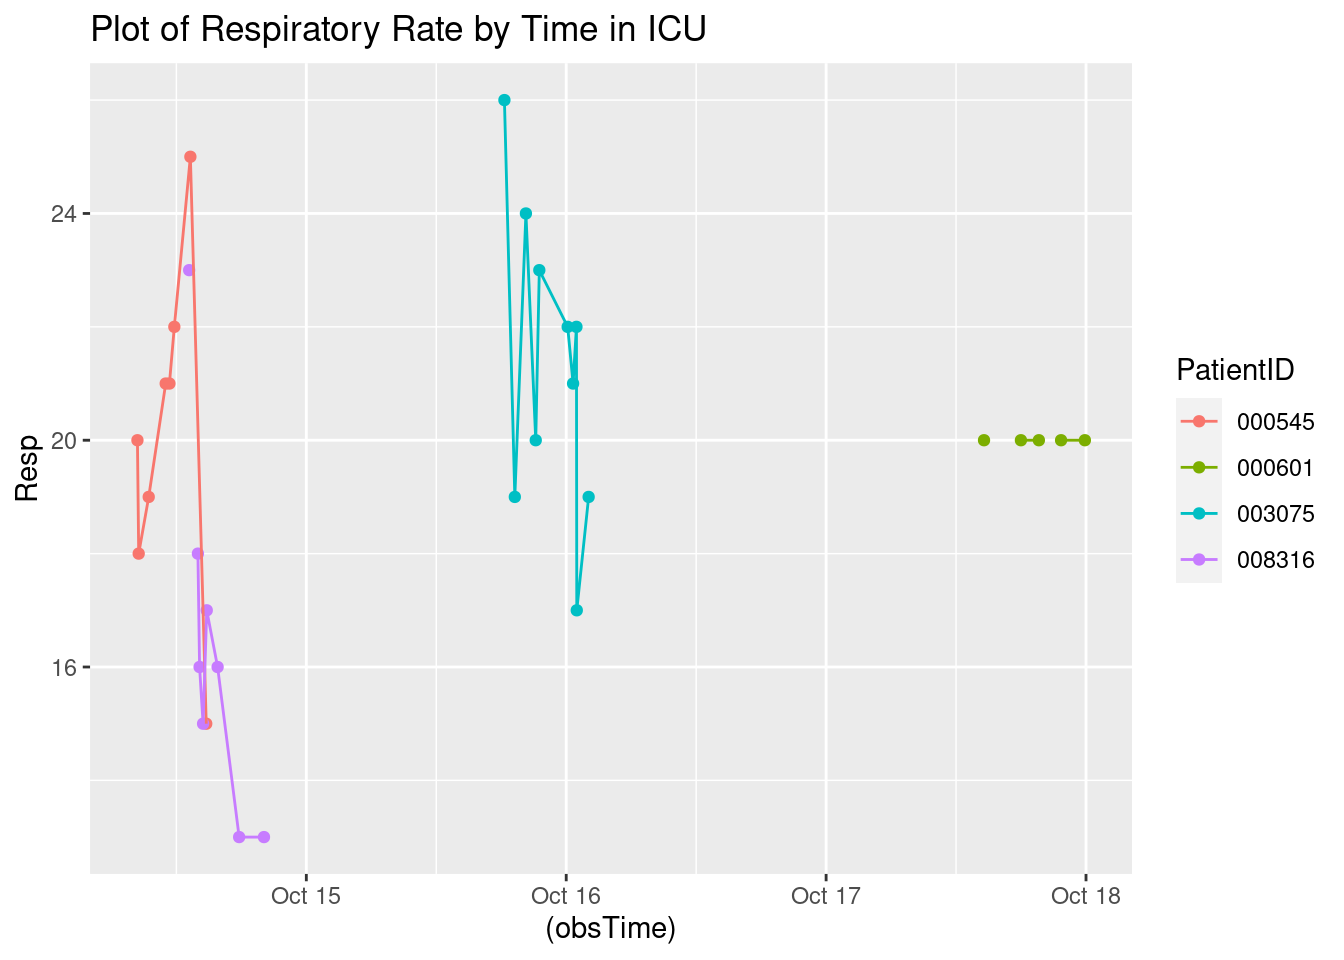 Plot of Respiratory Rate by Time in ICU
24
20
16
Resp
Oct 15
Oct 16
Oct 17
Oct 18
(obsTime)
PatientID
000545
000601
003075
008316